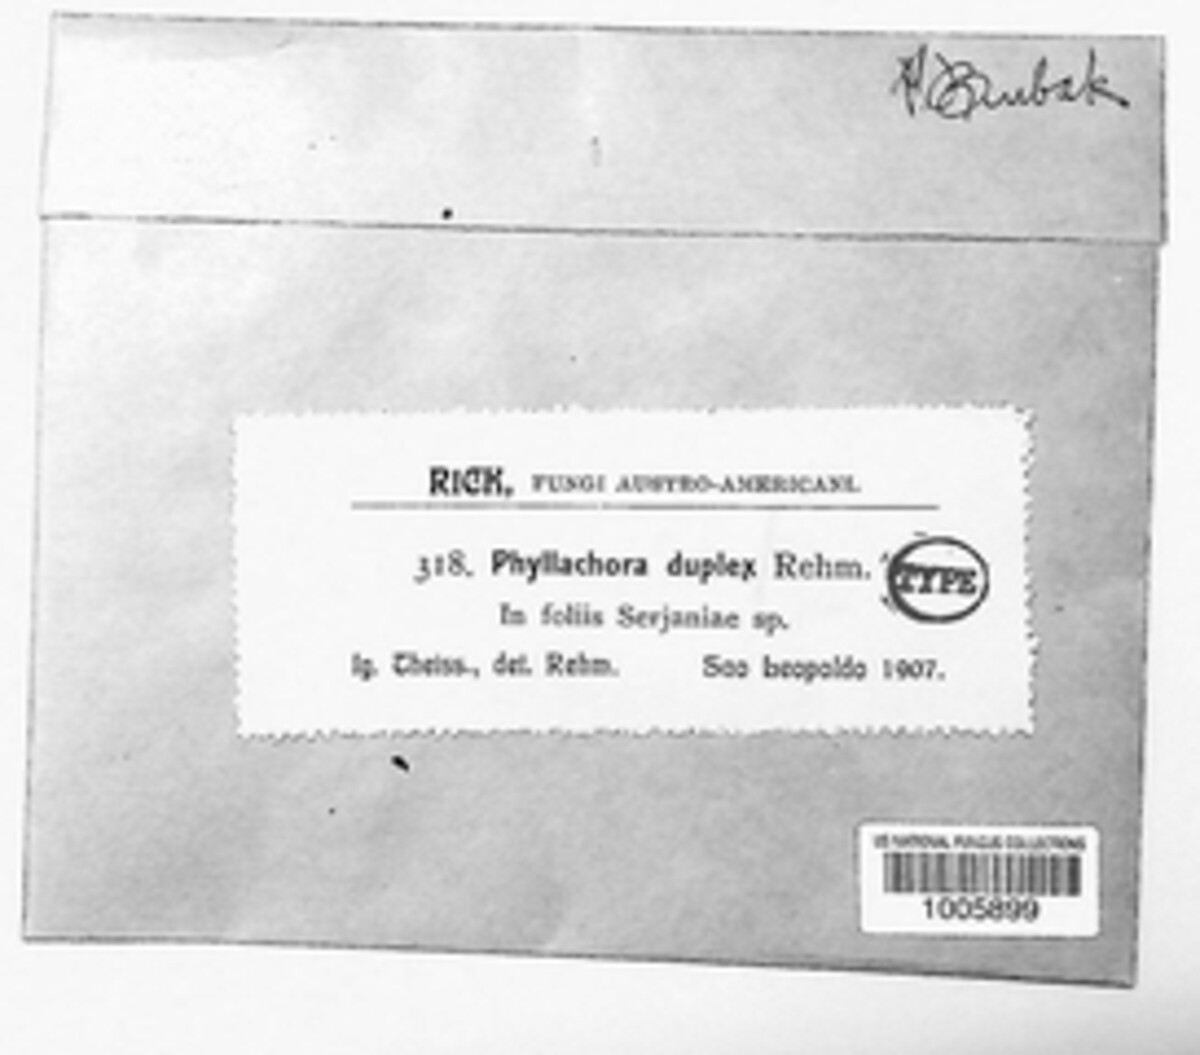 Bubak
RICK, FUNGI AUSTRO-AMERICANI.
318. Phyllachora duplex Rehm. TYPE
In foliis Serjaniae sp.
lg. Theiss., det. Rehm. Sao Leopoldo 1907.
US NATIONAL FUNGUS COLLECTIONS
1005899